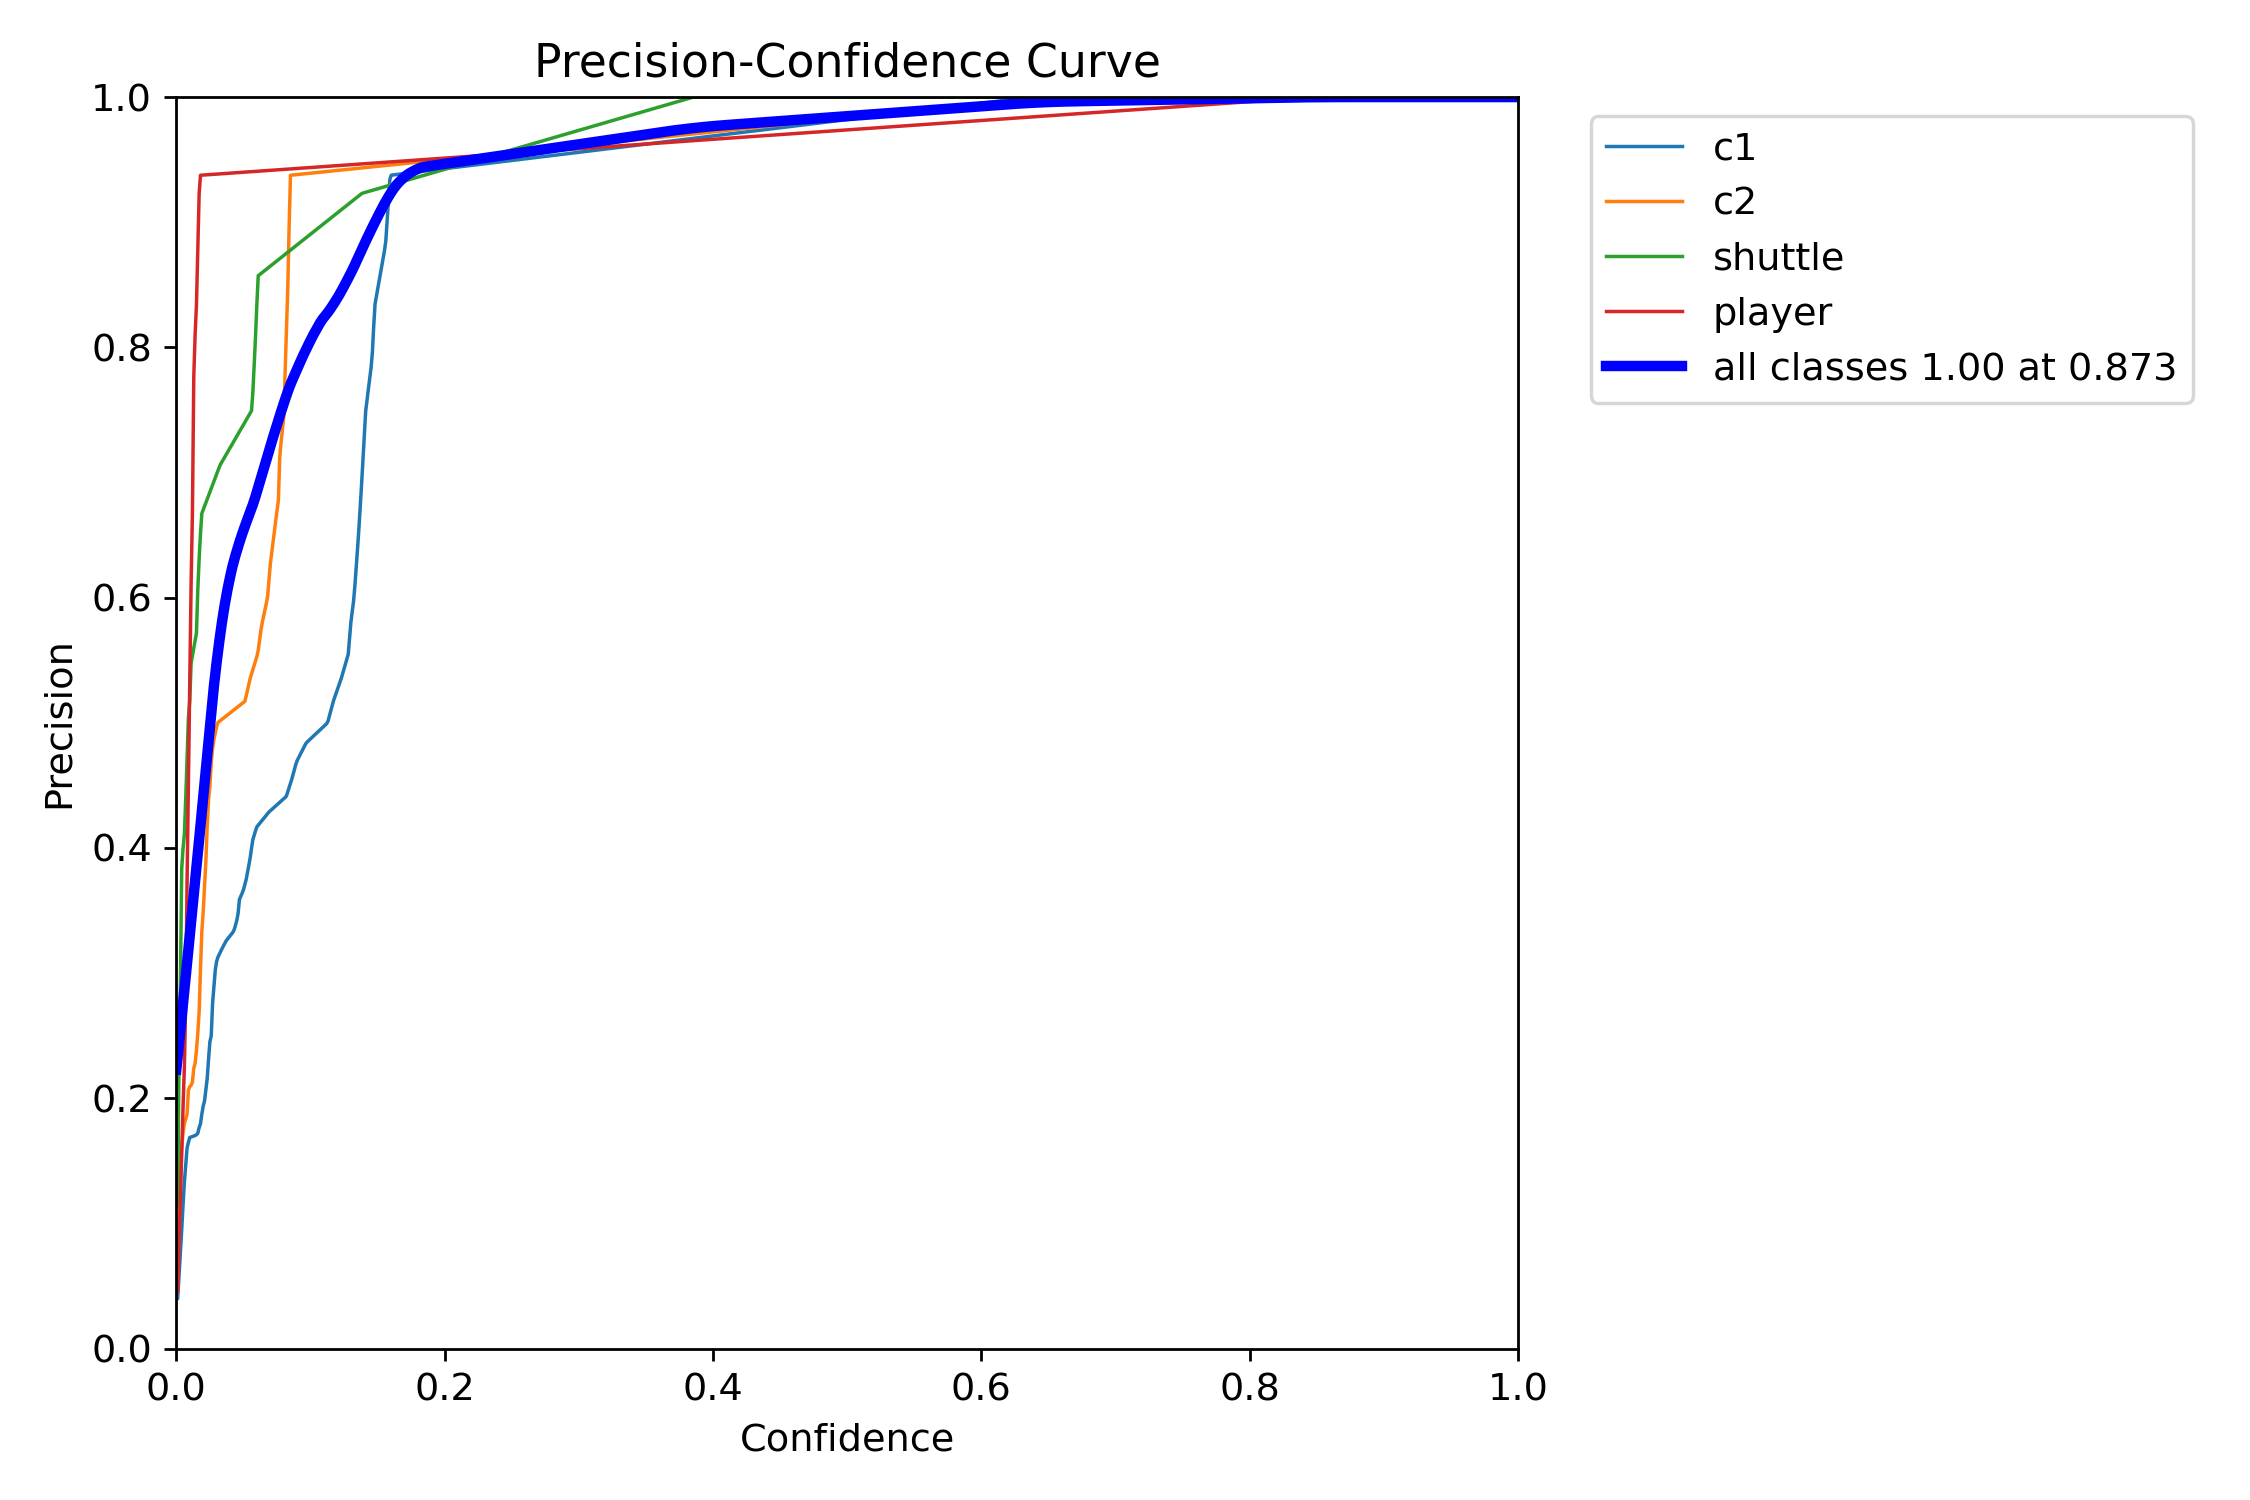 Precision-Confidence Curve
1.0
0.8
0.6
0.4
0.2
0.0
Precision
0.0 0.2 0.4 0.6 0.8 1.0
Confidence
c1
c2
shuttle
player
all classes 1.00 at 0.873